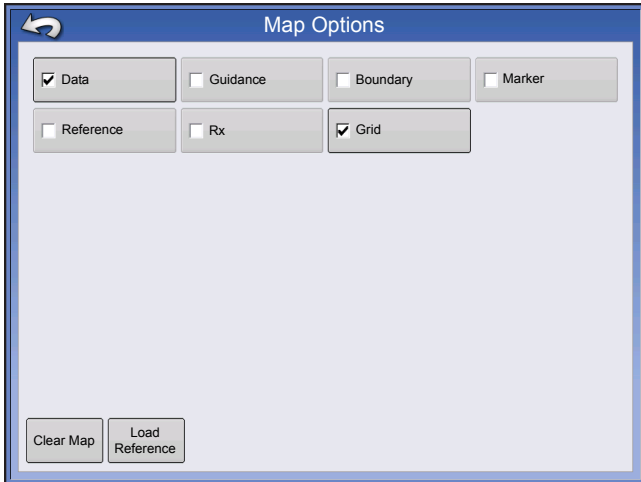 Map Options
Data
Guidance
Boundary
Marker
Reference
Rx
Grid
Clear Map
Load
Reference